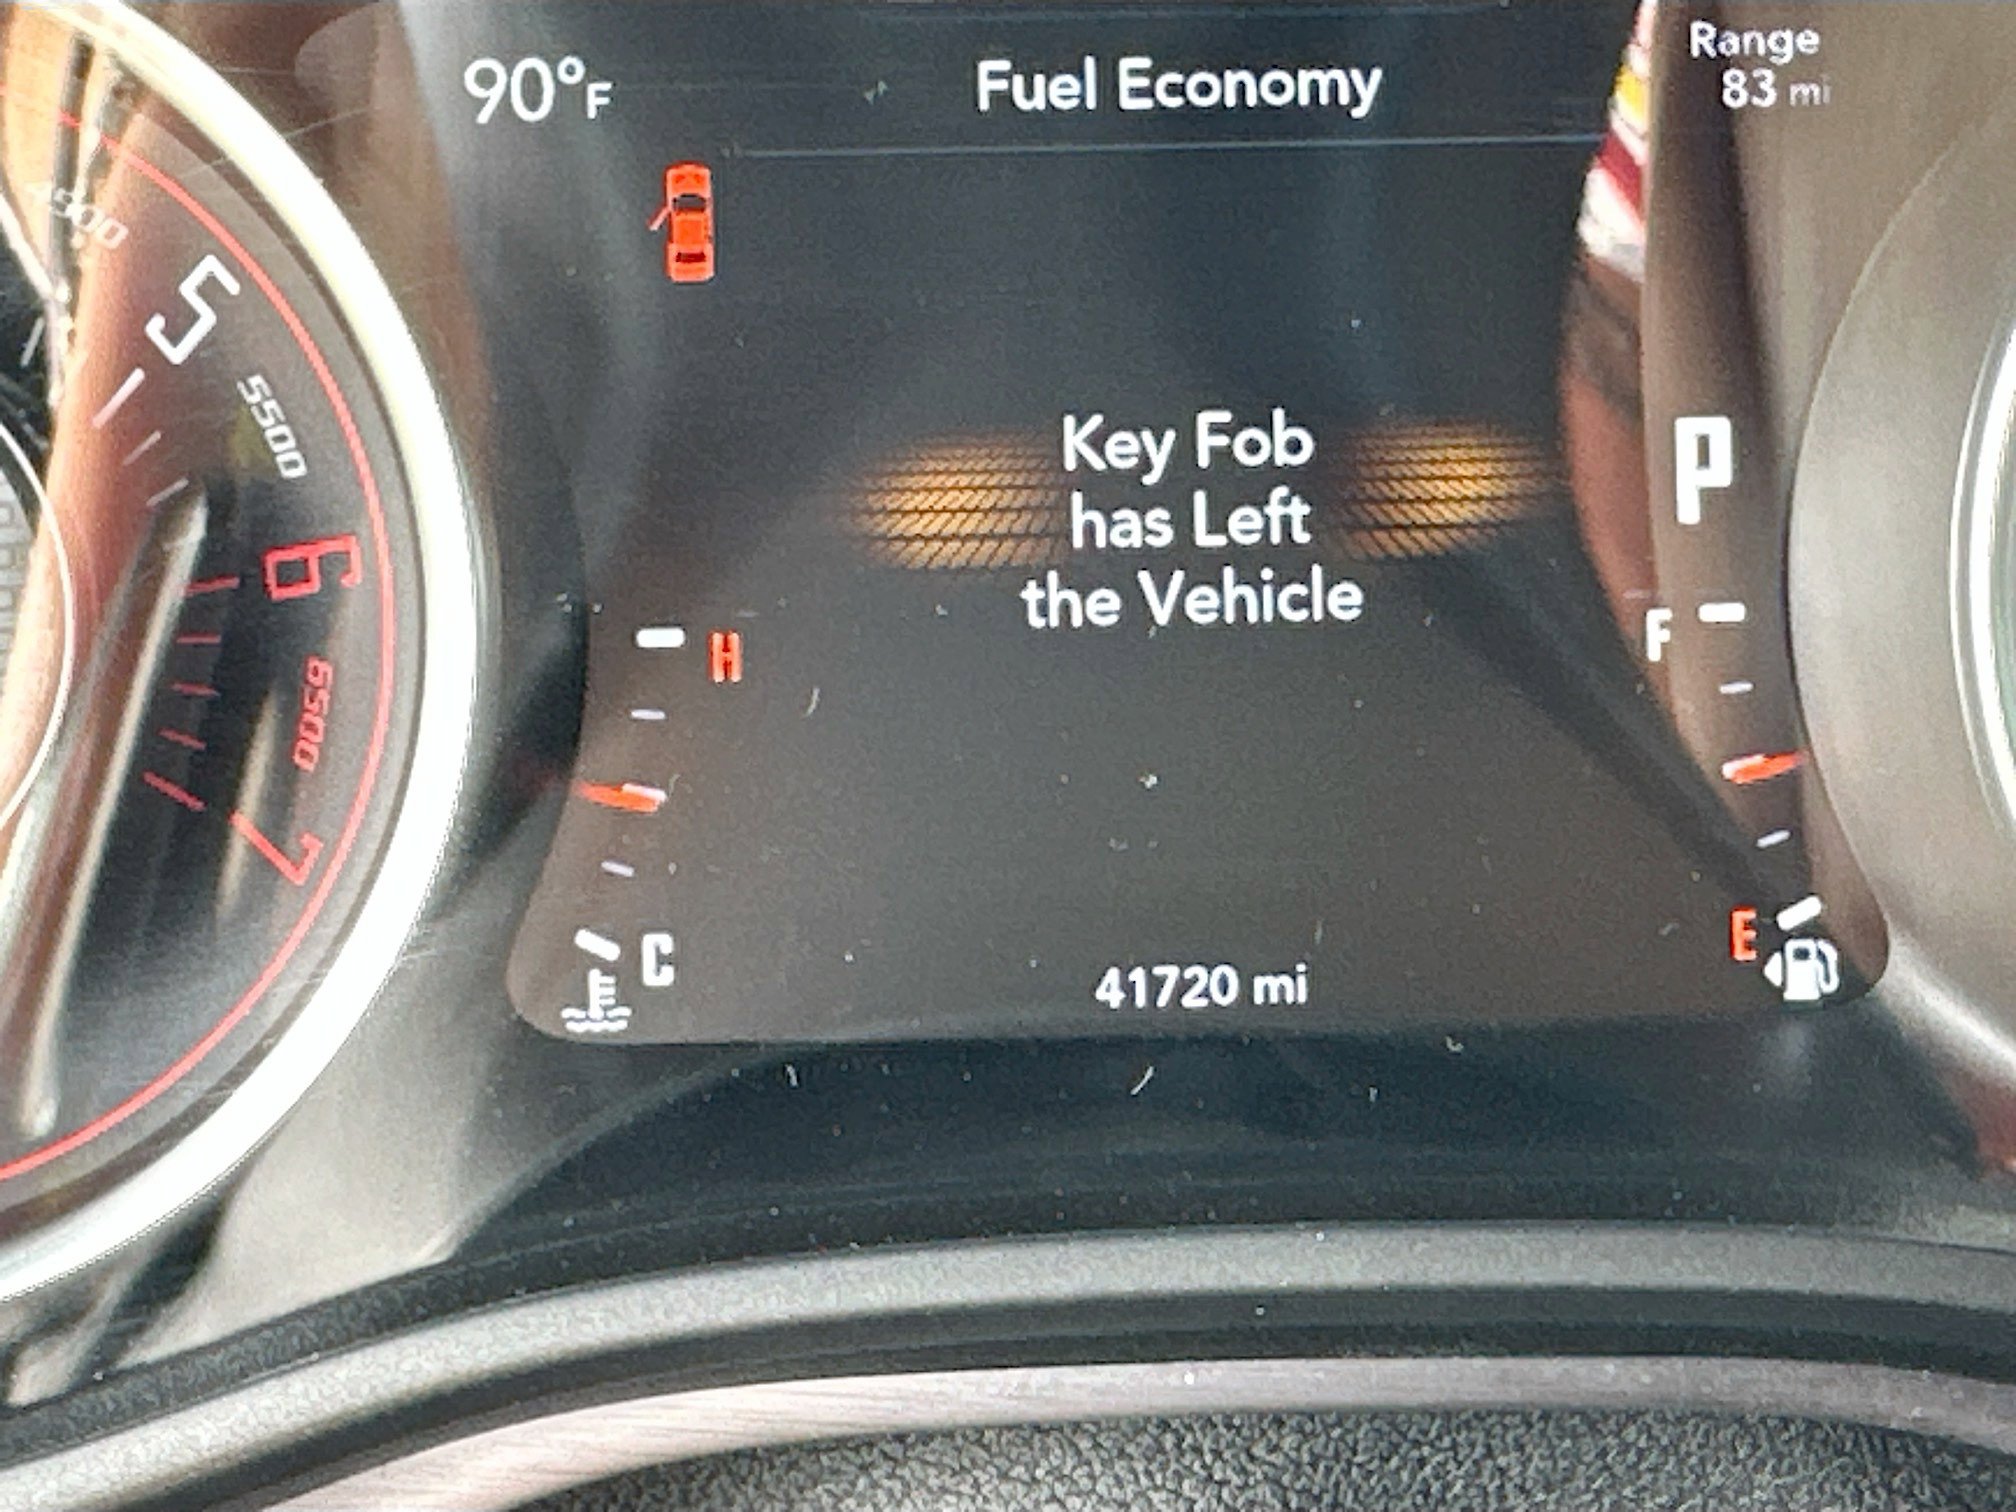 90°F
Fuel Economy
Range
83 mi
5
5500
6
6500
7
Key Fob
has Left
the Vehicle
P
H
F
C
E
41720 mi